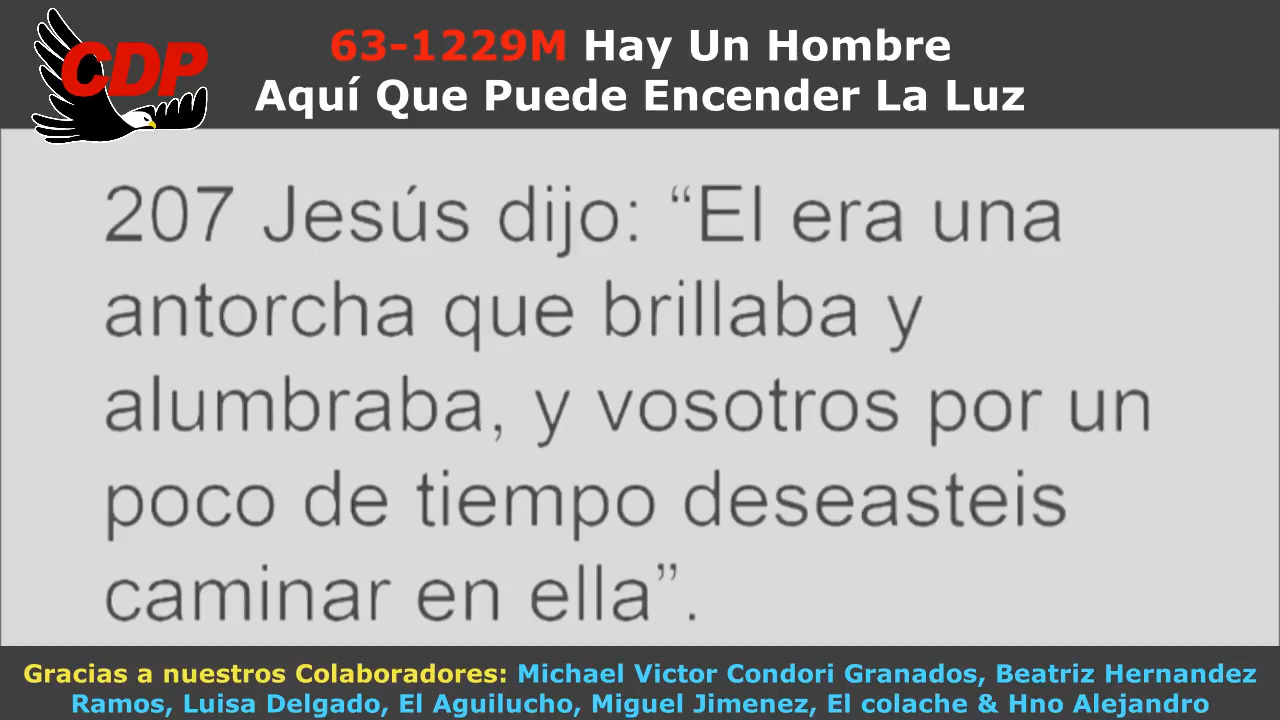 CDP
63-1229M Hay Un Hombre
Aquí Que Puede Encender La Luz
207 Jesús dijo: “El era una
antorcha que brillaba y
alumbraba, y vosotros por un
poco de tiempo deseasteis
caminar en ella”.
Gracias a nuestros Colaboradores: Michael Victor Condori Granados, Beatriz Hernandez
Ramos, Luisa Delgado, El Aguilucho, Miguel Jimenez, El colache & Hno Alejandro